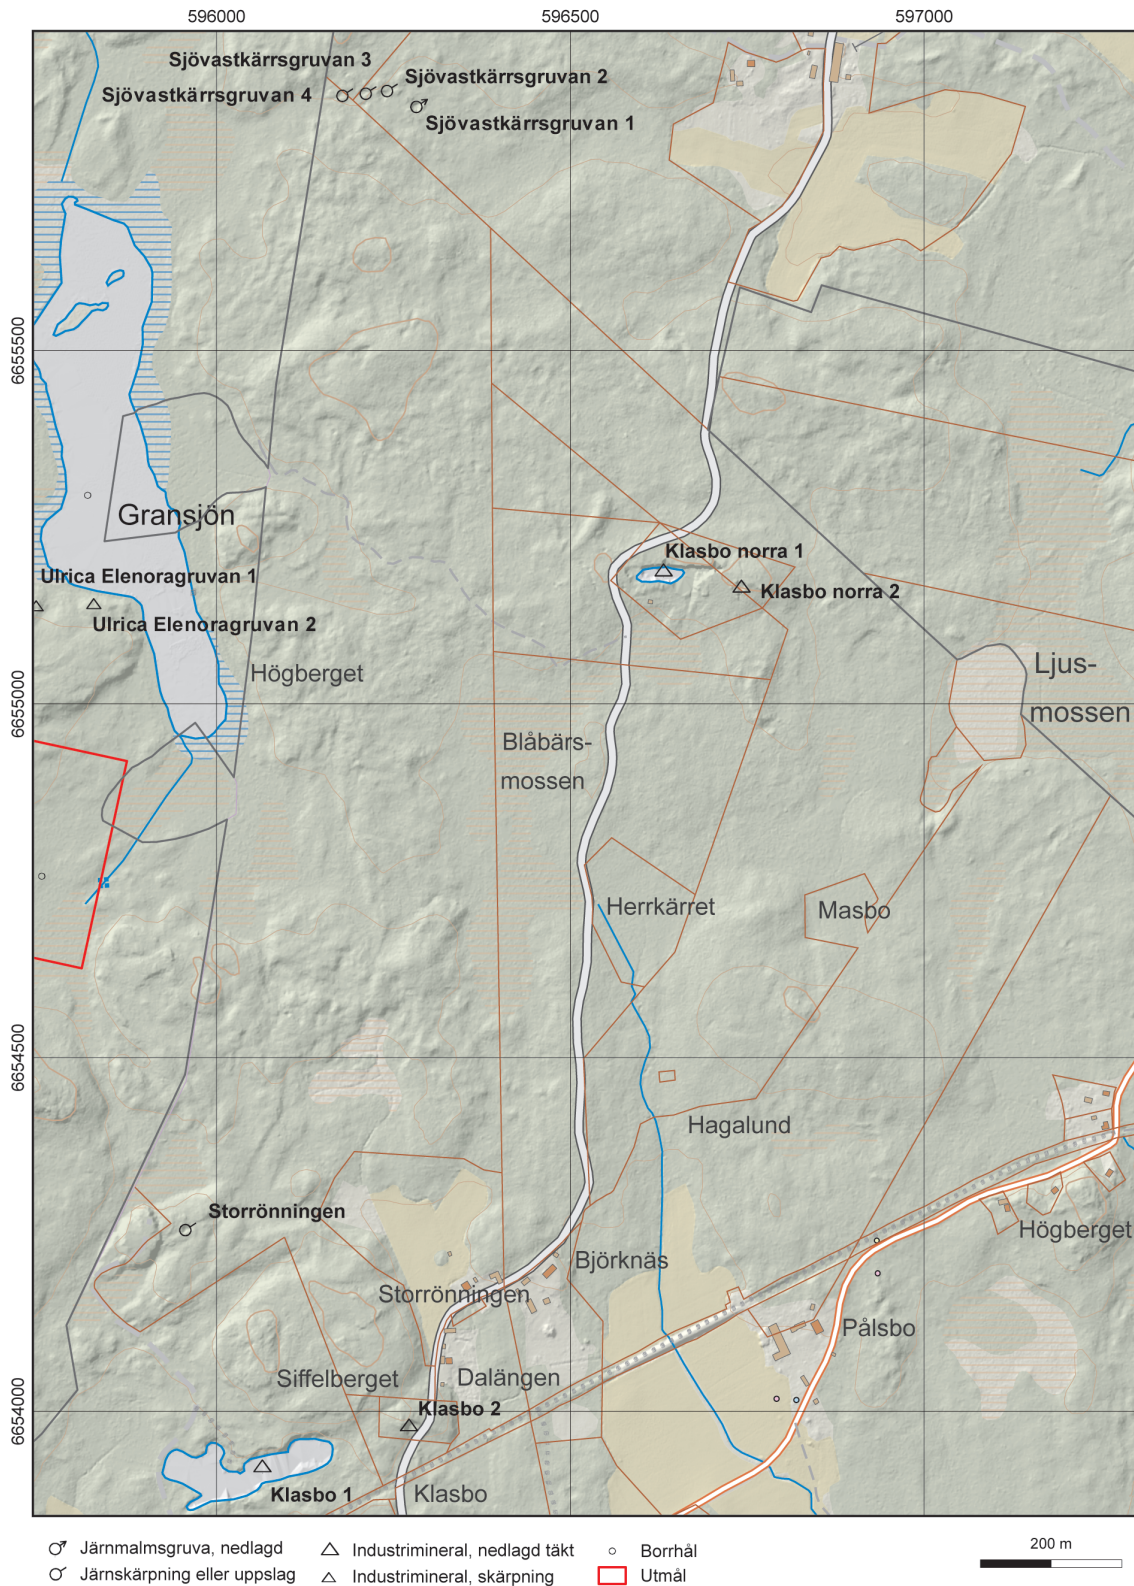 596000 596500 597000
Sjövastkärrsgruvan 3
Sjövastkärrsgruvan 2
Sjövastkärrsgruvan 4
Sjövastkärrsgruvan 1
6655500
Gransjön
Klasbo norra 1
Ulrica Elenoragruvan 1
Klasbo norra 2
Ulrica Elenoragruvan 2
Högberget
Ljus-
mossen
6655000
Blåbärs-
mossen
Herrkärret
Masbo
6654500
Hagalund
Storrönningen
Högberget
Björknäs
Storrönningen
Pålsbo
Siffelberget
Dalängen
Klasbo 2
6654000
Klasbo 1
Klasbo
Järnmalmsgruva, nedlagd
Järnskärpning eller uppslag
Industrimineral, nedlagd täkt
Industrimineral, skärpning
Borrhål
Utmål
200 m